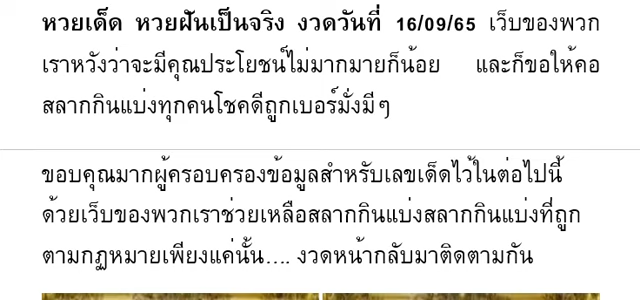 หวยเด็ด หวยฝันเป็นจริง งวดวันที่ 16/09/65 เว็บของพวก
เราหวังว่าจะมีคุณประโยชน์ไม่มากมายก็น้อย และก็ขอให้คอ
สลากกินแบ่งทุกคนโชคดีถูกเบอร์มั่งมีๆ
ขอบคุณมากผู้ครอบครองข้อมูลสำหรับเลขเด็ดไว้ในต่อไปนี้
ด้วยเว็บของพวกเราช่วยเหลือสลากกินแบ่งสลากกินแบ่งที่ถูก
ตามกฎหมายเพียงแค่นั้น…. งวดหน้ากลับมาติดตามกัน